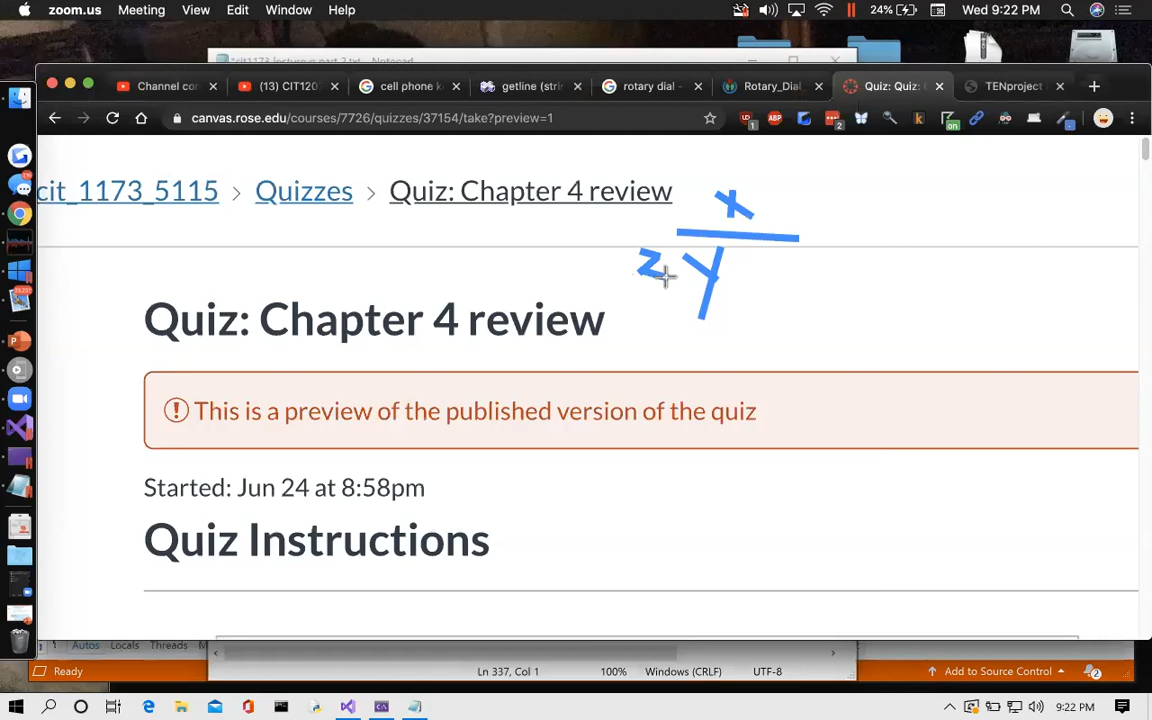 zoom.us Meeting View Edit Window Help 24% Wed 9:22 PM
Channel con (13) CIT120 cell phone k getline (strin rotary dial - Rotary_Dial_ Quiz: Quiz: TENproject
canvas.rose.edu/courses/7726/quizzes/37154/take?preview=1
cit_1173_5115 > Quizzes > Quiz: Chapter 4 review
x
z y
Quiz: Chapter 4 review
This is a preview of the published version of the quiz
Started: Jun 24 at 8:58pm
Quiz Instructions
Autos Locals Threads
Ln 337, Col 1 100% Windows (CRLF) UTF-8
Ready Add to Source Control 2
9:22 PM